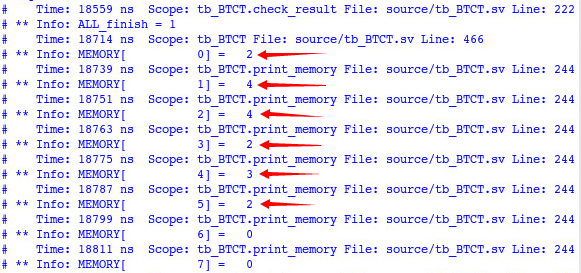 #    Time: 18559 ns  Scope: tb_BTCT.check_result File: source/tb_BTCT.sv Line: 222
# ** Info: ALL_finish = 1
#    Time: 18714 ns  Scope: tb_BTCT File: source/tb_BTCT.sv Line: 466
# ** Info: MEMORY[          0] =   2
#    Time: 18739 ns  Scope: tb_BTCT.print_memory File: source/tb_BTCT.sv Line: 244
# ** Info: MEMORY[          1] =   4
#    Time: 18751 ns  Scope: tb_BTCT.print_memory File: source/tb_BTCT.sv Line: 244
# ** Info: MEMORY[          2] =   4
#    Time: 18763 ns  Scope: tb_BTCT.print_memory File: source/tb_BTCT.sv Line: 244
# ** Info: MEMORY[          3] =   2
#    Time: 18775 ns  Scope: tb_BTCT.print_memory File: source/tb_BTCT.sv Line: 244
# ** Info: MEMORY[          4] =   3
#    Time: 18787 ns  Scope: tb_BTCT.print_memory File: source/tb_BTCT.sv Line: 244
# ** Info: MEMORY[          5] =   2
#    Time: 18799 ns  Scope: tb_BTCT.print_memory File: source/tb_BTCT.sv Line: 244
# ** Info: MEMORY[          6] =   0
#    Time: 18811 ns  Scope: tb_BTCT.print_memory File: source/tb_BTCT.sv Line: 244
# ** Info: MEMORY[          7] =   0